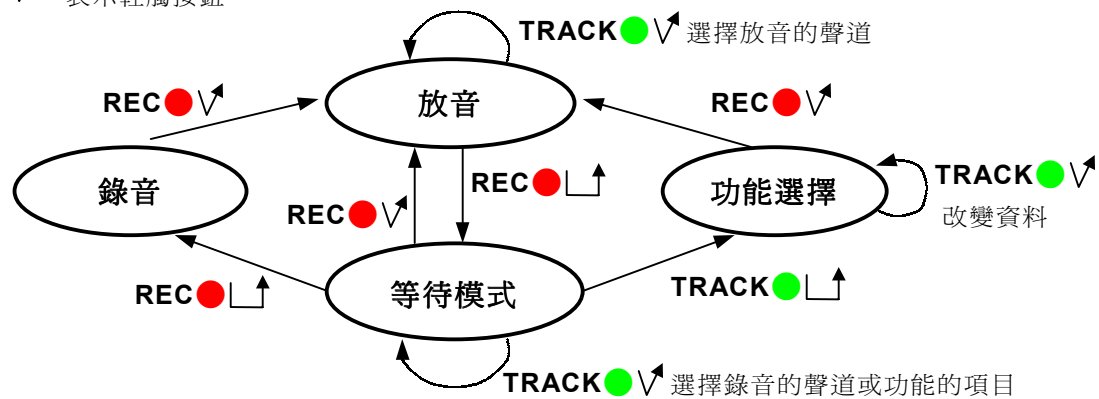 表示輕觸按鈕
TRACK 選擇放音的聲道
REC
放音
REC
錄音
REC
功能選擇
TRACK
改變資料
REC
REC
等待模式
TRACK
TRACK 選擇錄音的聲道或功能的項目